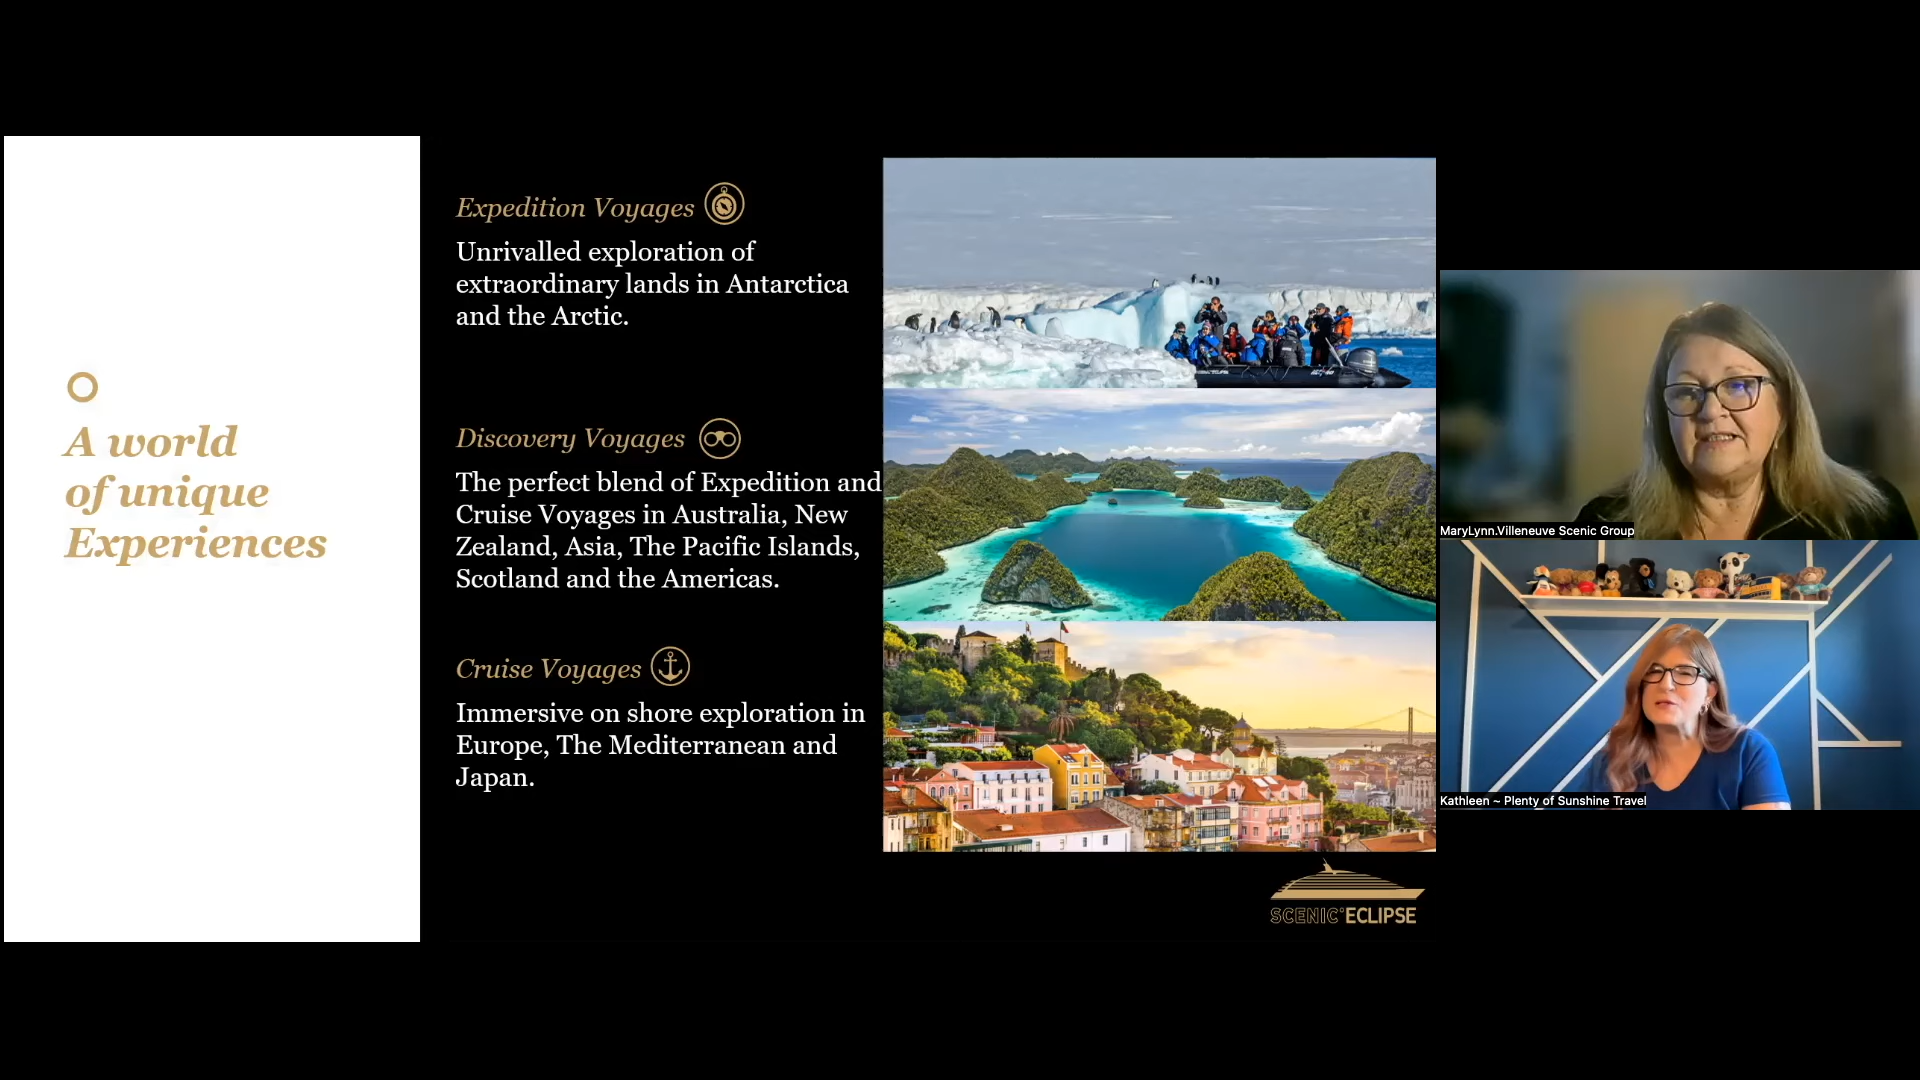 A world
of unique
Experiences
Expedition Voyages
Unrivalled exploration of
extraordinary lands in Antarctica
and the Arctic.
Discovery Voyages
The perfect blend of Expedition and
Cruise Voyages in Australia, New
Zealand, Asia, The Pacific Islands,
Scotland and the Americas.
Cruise Voyages
Immersive on shore exploration in
Europe, The Mediterranean and
Japan.
SCENIC®ECLIPSE
MaryLynn.Villeneuve Scenic Group
Kathleen ~ Plenty of Sunshine Travel